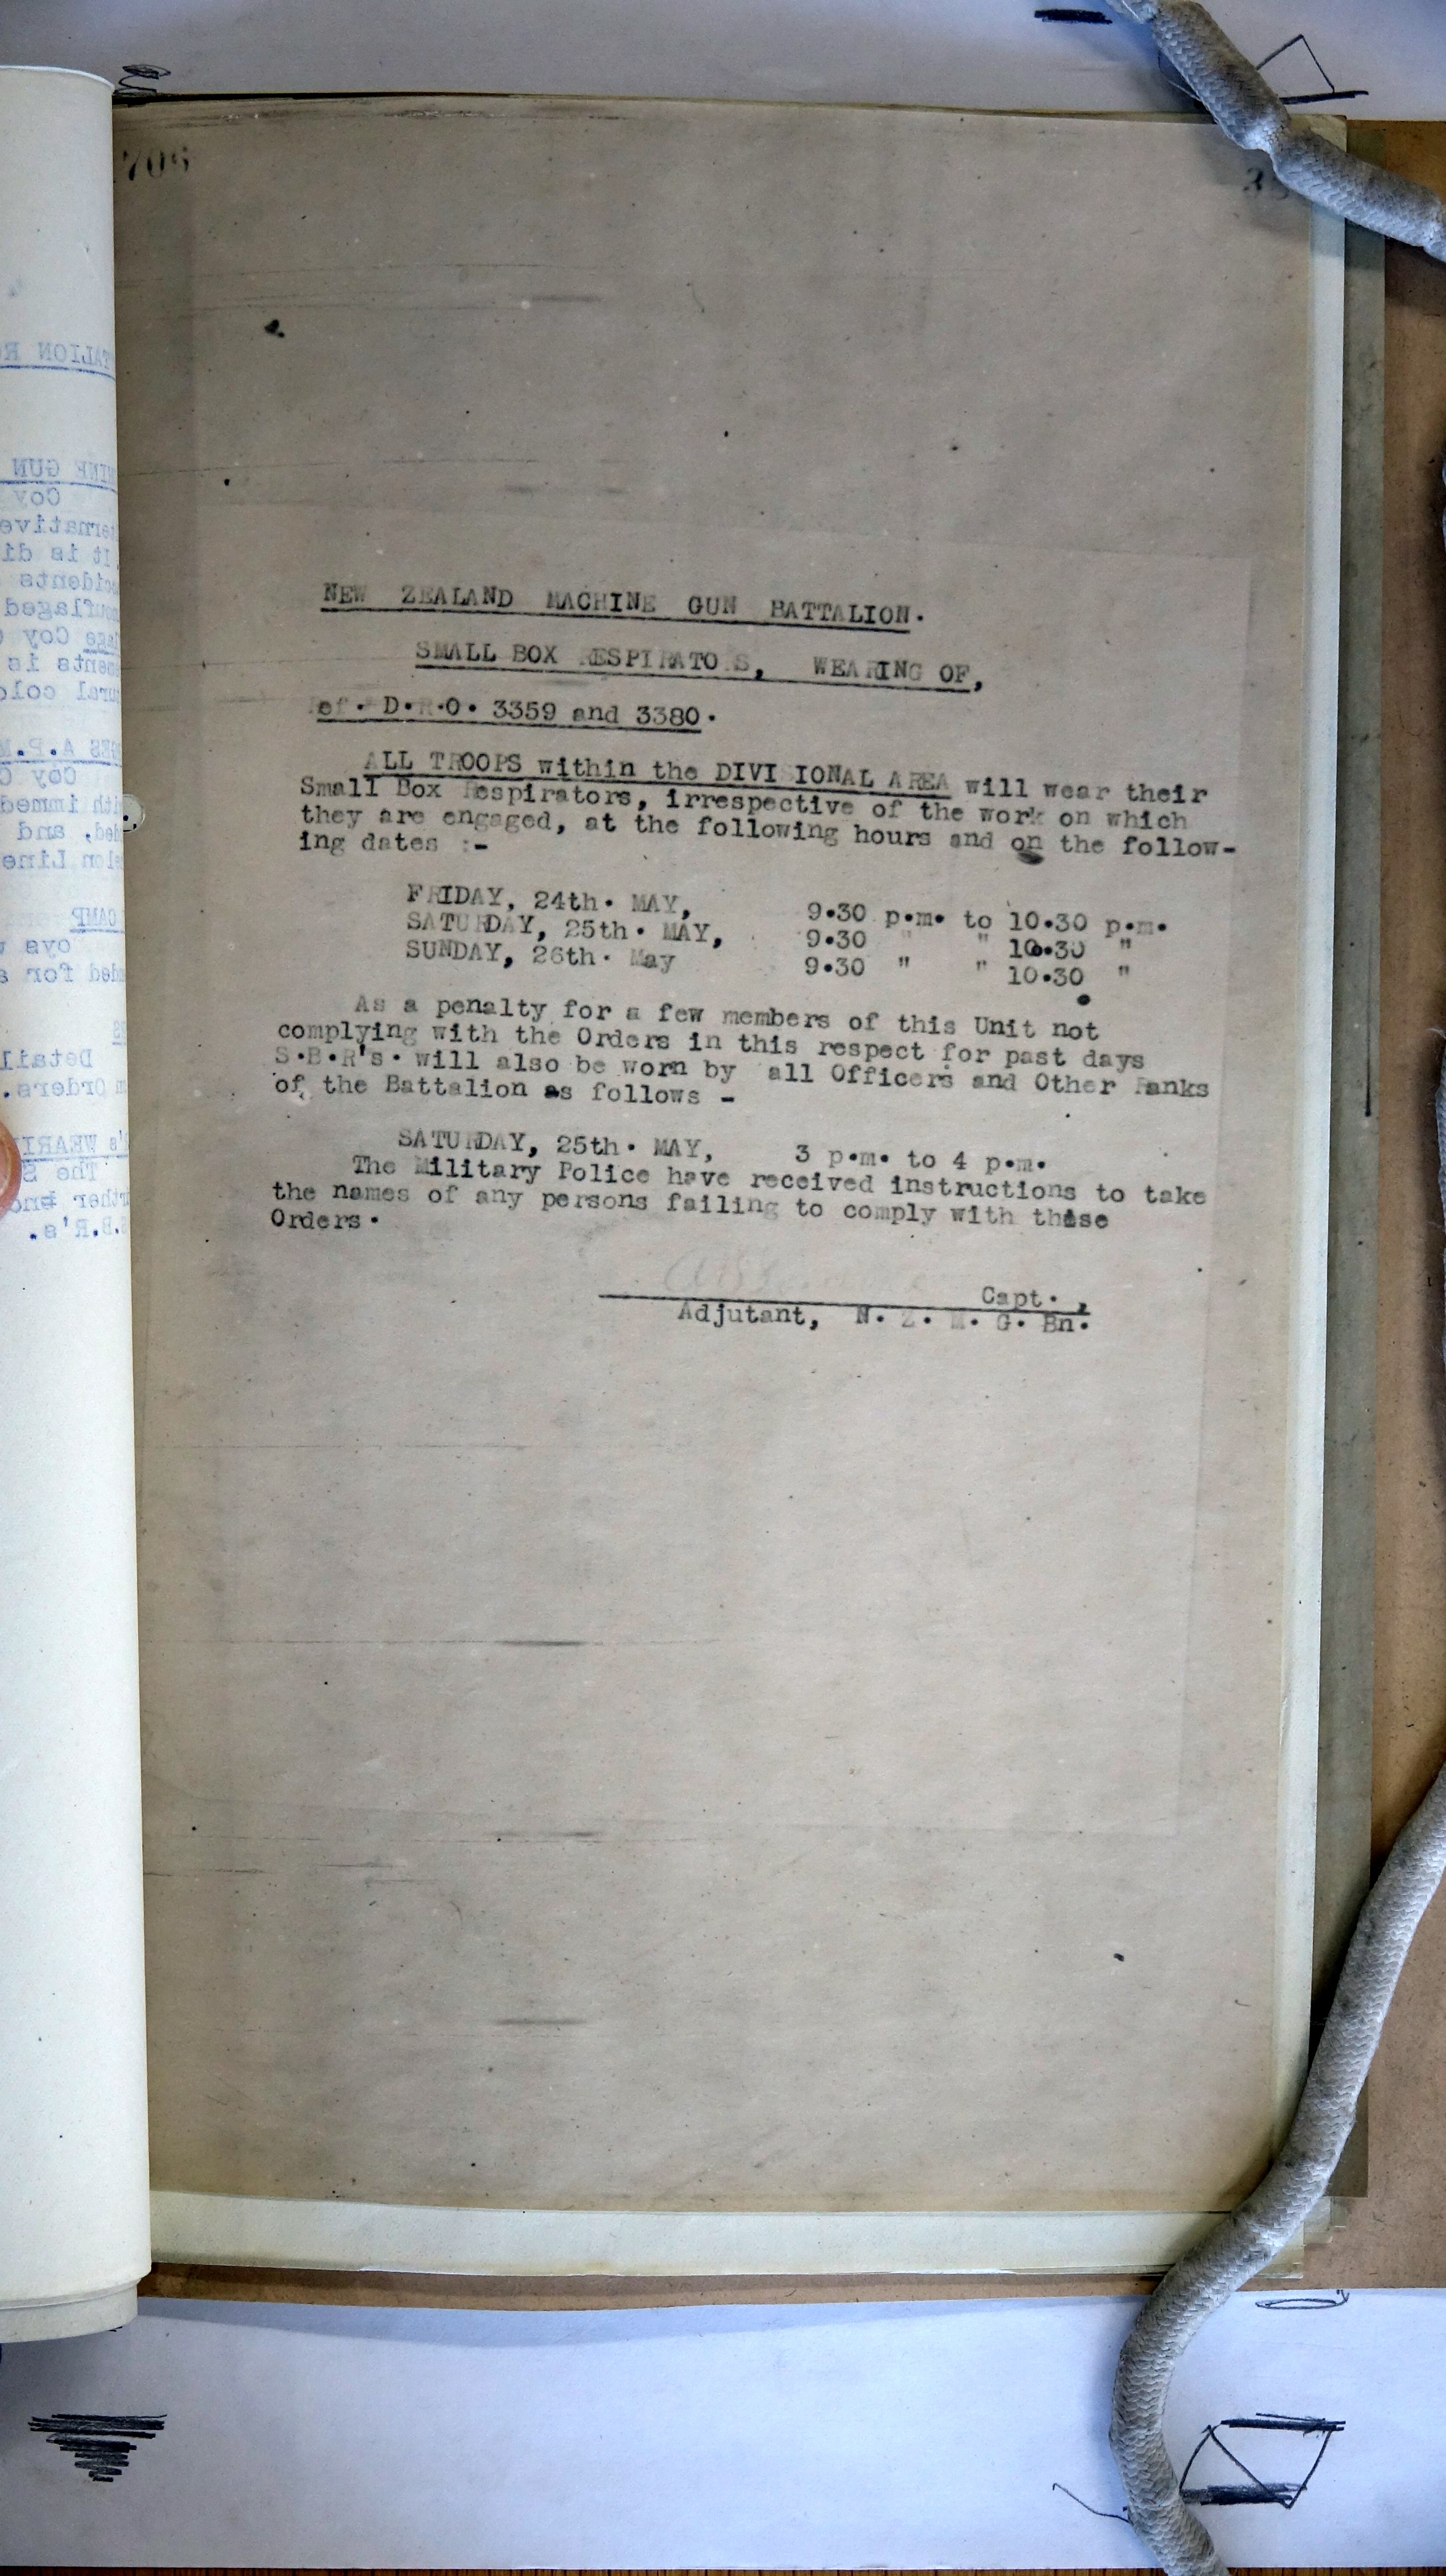 NEW ZEALAND MACHINE GUN BATTALION.
SMALL BOX RESPIRATORS, WEARING OF,
Ref. D.R.O. 3359 and 3380.
ALL TROOPS within the DIVISIONAL AREA will wear their
Small Box Respirators, irrespective of the work on which
they are engaged, at the following hours and on the follow-
ing dates :-
FRIDAY, 24th. MAY, 9.30 p.m. to 10.30 p.m.
SATURDAY, 25th. MAY, 9.30 " " 10.30 "
SUNDAY, 26th. May 9.30 " " 10.30 "
As a penalty for a few members of this Unit not
complying with the Orders in this respect for past days
S.B.R's. will also be worn by all Officers and Other Ranks
of the Battalion as follows -
SATURDAY, 25th. MAY, 3 p.m. to 4 p.m.
The Military Police have received instructions to take
the names of any persons failing to comply with these
Orders.
Capt.,
Adjutant, N. Z. M. G. Bn.